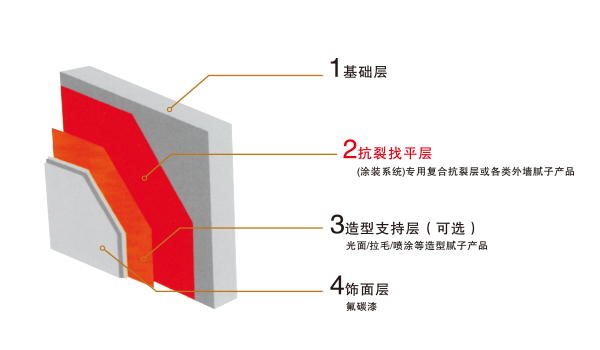 1 基础层
2 抗裂找平层
(涂装系统)专用复合抗裂层或各类外墙腻子产品
3 造型支持层（可选）
光面/拉毛/喷涂等造型腻子产品
4 饰面层
氟碳漆